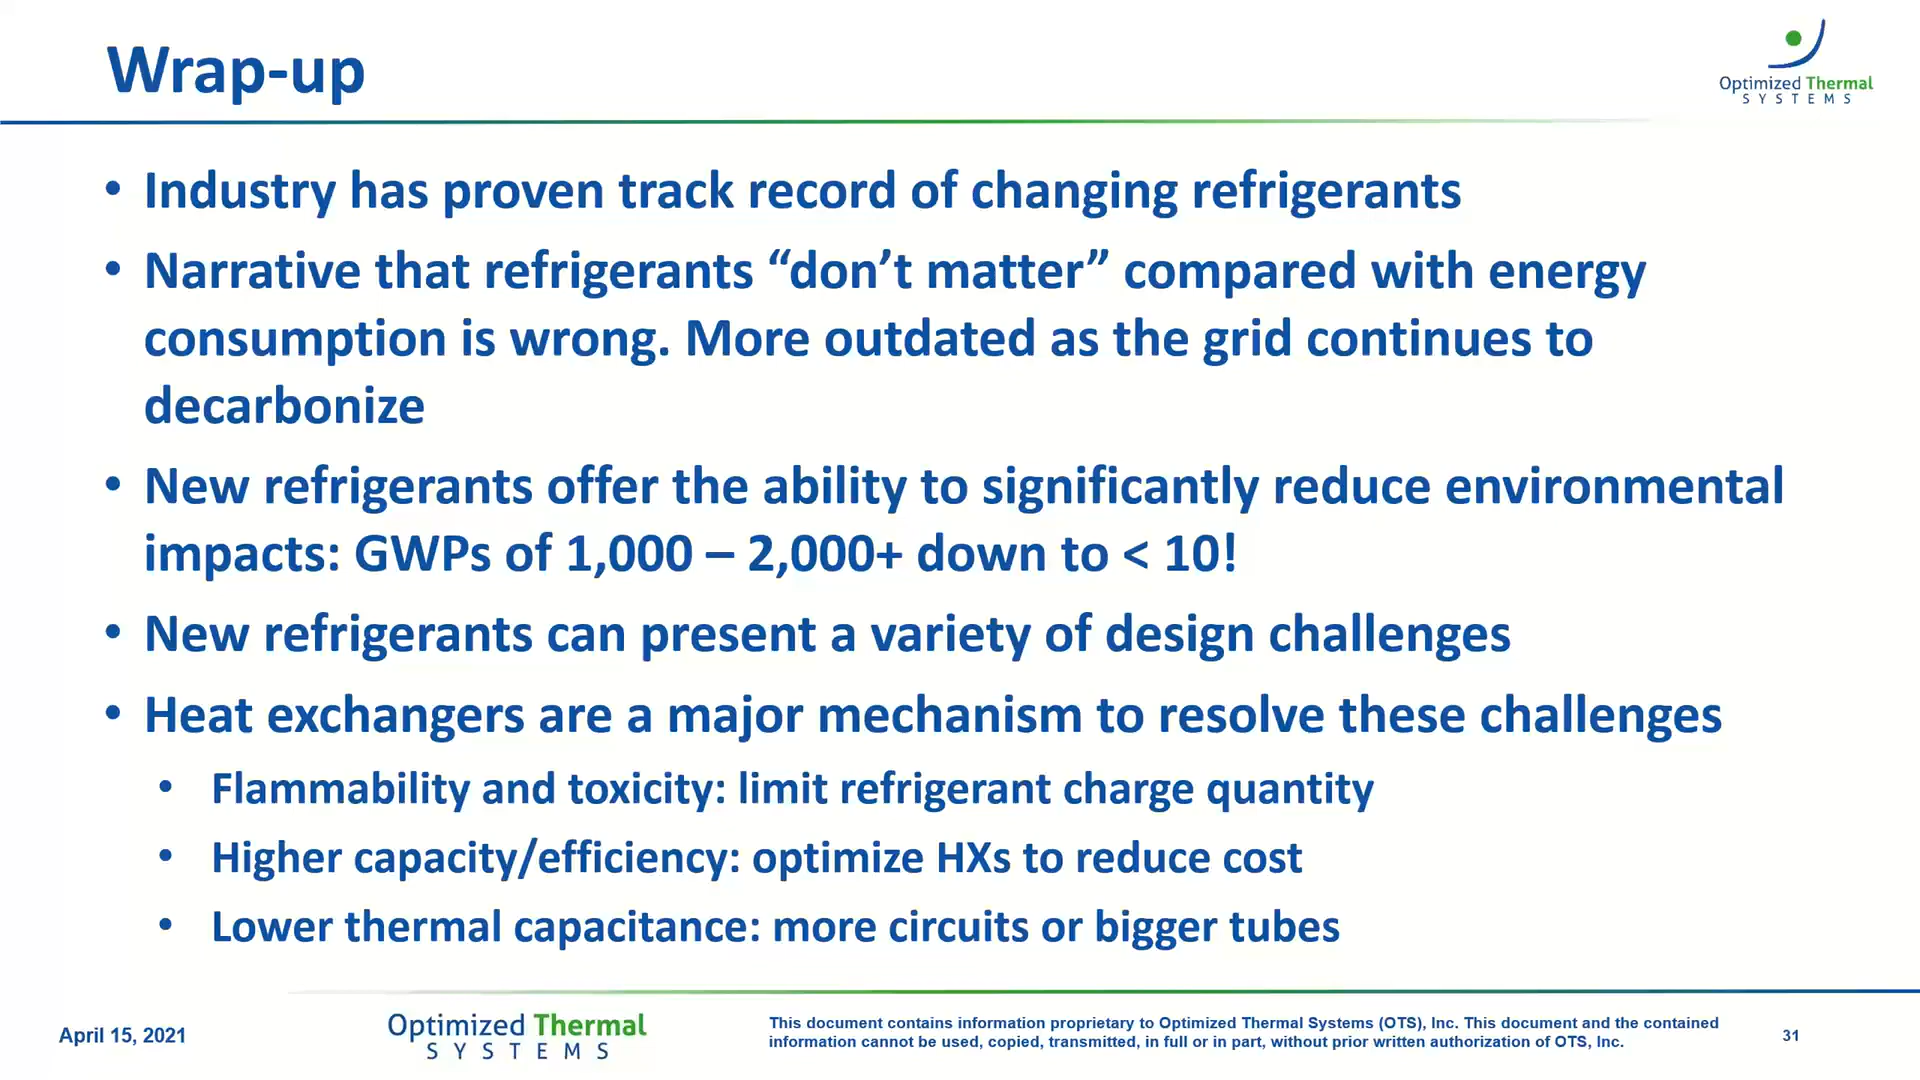 Wrap-up
Optimized Thermal
SYSTEMS
• Industry has proven track record of changing refrigerants
• Narrative that refrigerants “don’t matter” compared with energy
consumption is wrong. More outdated as the grid continues to
decarbonize
• New refrigerants offer the ability to significantly reduce environmental
impacts: GWPs of 1,000 – 2,000+ down to < 10!
• New refrigerants can present a variety of design challenges
• Heat exchangers are a major mechanism to resolve these challenges
• Flammability and toxicity: limit refrigerant charge quantity
• Higher capacity/efficiency: optimize HXs to reduce cost
• Lower thermal capacitance: more circuits or bigger tubes
April 15, 2021
Optimized Thermal
SYSTEMS
This document contains information proprietary to Optimized Thermal Systems (OTS), Inc. This document and the contained
information cannot be used, copied, transmitted, in full or in part, without prior written authorization of OTS, Inc.
31